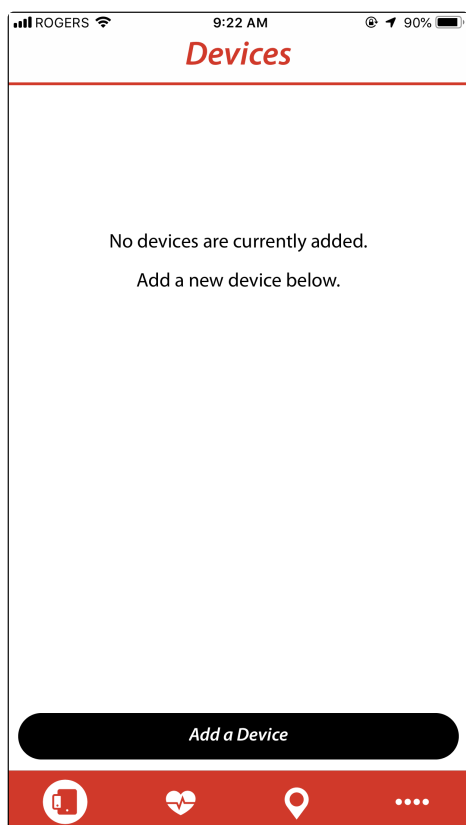 ROGERS 9:22 AM 90%
Devices
No devices are currently added.
Add a new device below.
Add a Device